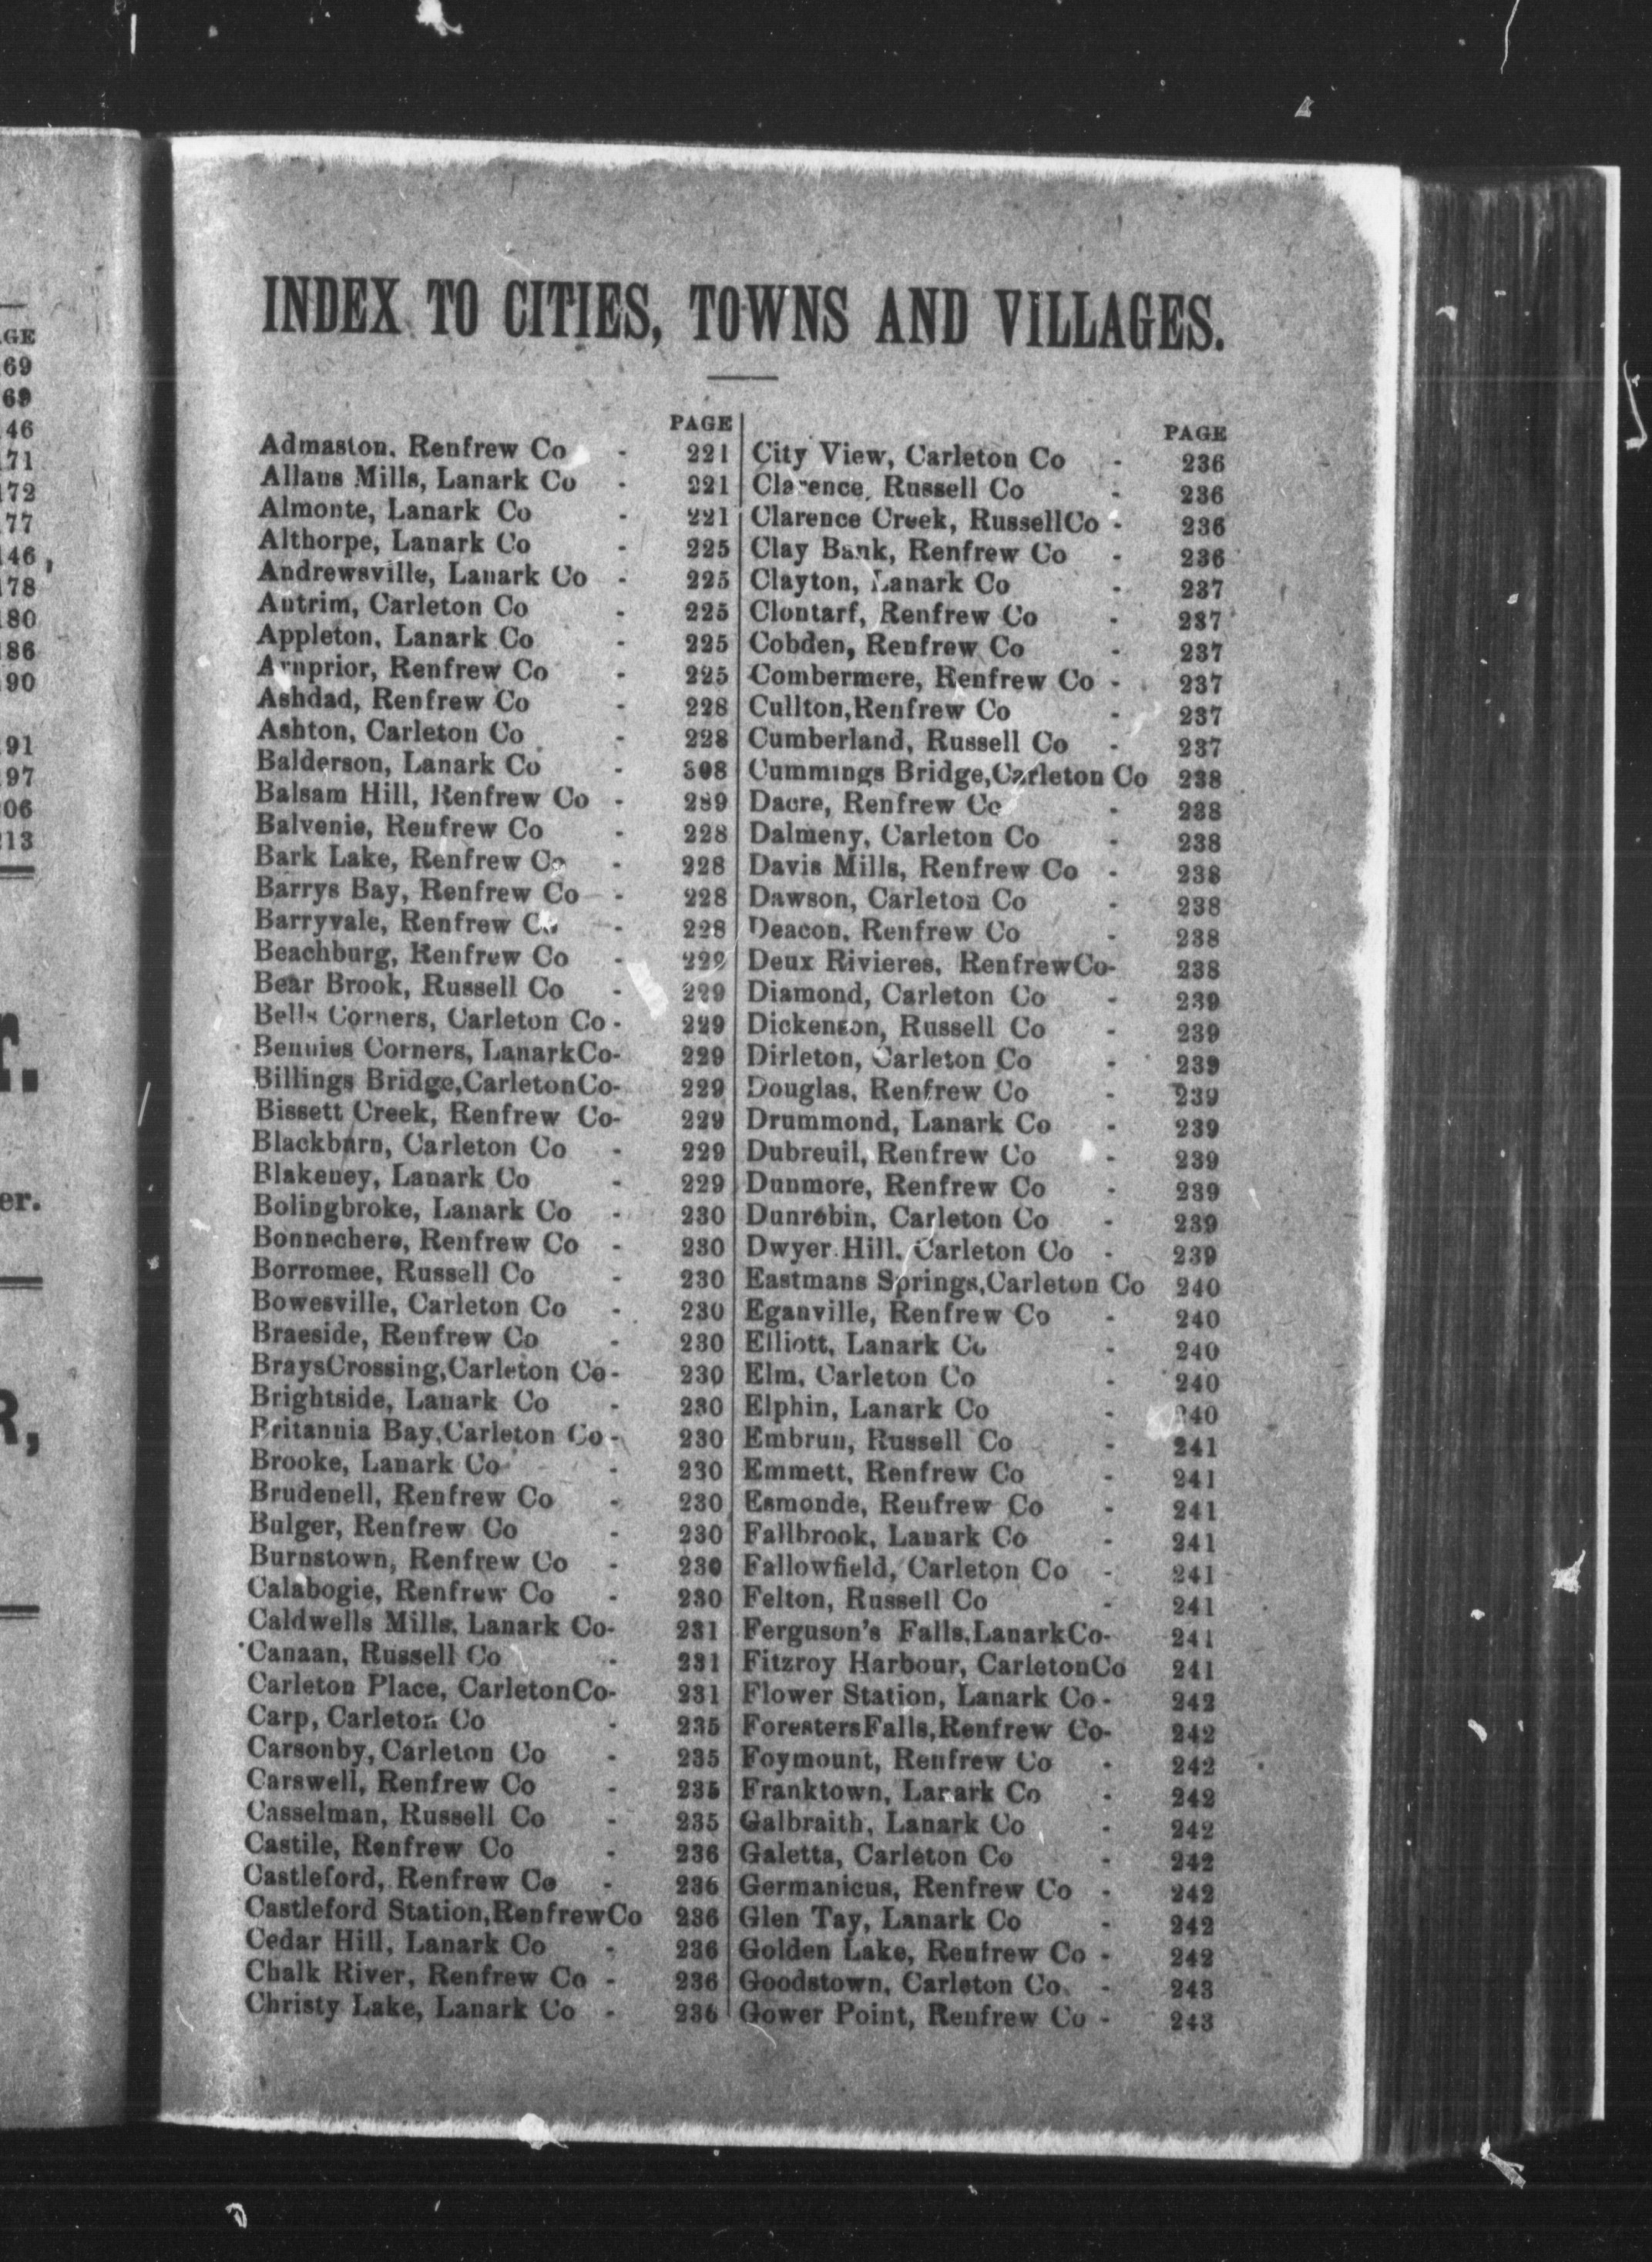 GE
69
69
46
71
172
77
146,
178
180
186
90
91
97
06
13
r.
er.
R,
INDEX TO CITIES, TOWNS AND VILLAGES.
PAGE
Admaston, Renfrew Co - 221
Allans Mills, Lanark Co - 221
Almonte, Lanark Co - 221
Althorpe, Lanark Co - 225
Andrewsville, Lanark Co - 225
Antrim, Carleton Co - 225
Appleton, Lanark Co - 225
Arnprior, Renfrew Co - 225
Ashdad, Renfrew Co - 228
Ashton, Carleton Co - 228
Balderson, Lanark Co - 308
Balsam Hill, Renfrew Co - 289
Balvenie, Renfrew Co - 228
Bark Lake, Renfrew Co - 228
Barrys Bay, Renfrew Co - 228
Barryvale, Renfrew Co - 228
Beachburg, Renfrew Co - 229
Bear Brook, Russell Co - 229
Bells Corners, Carleton Co - 229
Bennies Corners, LanarkCo- 229
Billings Bridge,CarletonCo- 229
Bissett Creek, Renfrew Co- 229
Blackburn, Carleton Co - 229
Blakeney, Lanark Co - 229
Bolingbroke, Lanark Co - 230
Bonnechere, Renfrew Co - 230
Borromee, Russell Co - 230
Bowesville, Carleton Co - 230
Braeside, Renfrew Co - 230
BraysCrossing,Carleton Co- 230
Brightside, Lanark Co - 230
Britannia Bay,Carleton Co - 230
Brooke, Lanark Co - 230
Brudenell, Renfrew Co - 230
Bulger, Renfrew Co - 230
Burnstown, Renfrew Co - 230
Calabogie, Renfrew Co - 230
Caldwells Mills, Lanark Co- 231
Canaan, Russell Co - 231
Carleton Place, CarletonCo- 231
Carp, Carleton Co - 235
Carsonby, Carleton Co - 235
Carswell, Renfrew Co - 235
Casselman, Russell Co - 235
Castile, Renfrew Co - 236
Castleford, Renfrew Co - 236
Castleford Station,RenfrewCo 236
Cedar Hill, Lanark Co - 236
Chalk River, Renfrew Co - 236
Christy Lake, Lanark Co - 236
PAGE
City View, Carleton Co - 236
Clarence, Russell Co - 236
Clarence Creek, RussellCo - 236
Clay Bank, Renfrew Co - 236
Clayton, Lanark Co - 237
Clontarf, Renfrew Co - 237
Cobden, Renfrew Co - 237
Combermere, Renfrew Co - 237
Cullton,Renfrew Co - 237
Cumberland, Russell Co - 237
Cummings Bridge,Carleton Co 238
Dacre, Renfrew Co - 238
Dalmeny, Carleton Co - 238
Davis Mills, Renfrew Co - 238
Dawson, Carleton Co - 238
Deacon, Renfrew Co - 238
Deux Rivieres, RenfrewCo- 238
Diamond, Carleton Co - 239
Dickenson, Russell Co - 239
Dirleton, Carleton Co - 239
Douglas, Renfrew Co - 239
Drummond, Lanark Co - 239
Dubreuil, Renfrew Co - 239
Dunmore, Renfrew Co - 239
Dunrobin, Carleton Co - 239
Dwyer Hill, Carleton Co - 239
Eastmans Springs,Carleton Co 240
Eganville, Renfrew Co - 240
Elliott, Lanark Co - 240
Elm, Carleton Co - 240
Elphin, Lanark Co - 240
Embrun, Russell Co - 241
Emmett, Renfrew Co - 241
Esmonde, Renfrew Co - 241
Fallbrook, Lanark Co - 241
Fallowfield, Carleton Co - 241
Felton, Russell Co - 241
Ferguson's Falls,LanarkCo- 241
Fitzroy Harbour, CarletonCo 241
Flower Station, Lanark Co - 242
ForestersFalls,Renfrew Co- 242
Foymount, Renfrew Co - 242
Franktown, Lanark Co - 242
Galbraith, Lanark Co - 242
Galetta, Carleton Co - 242
Germanicus, Renfrew Co - 242
Glen Tay, Lanark Co - 242
Golden Lake, Renfrew Co - 242
Goodstown, Carleton Co. - 243
Gower Point, Renfrew Co - 243